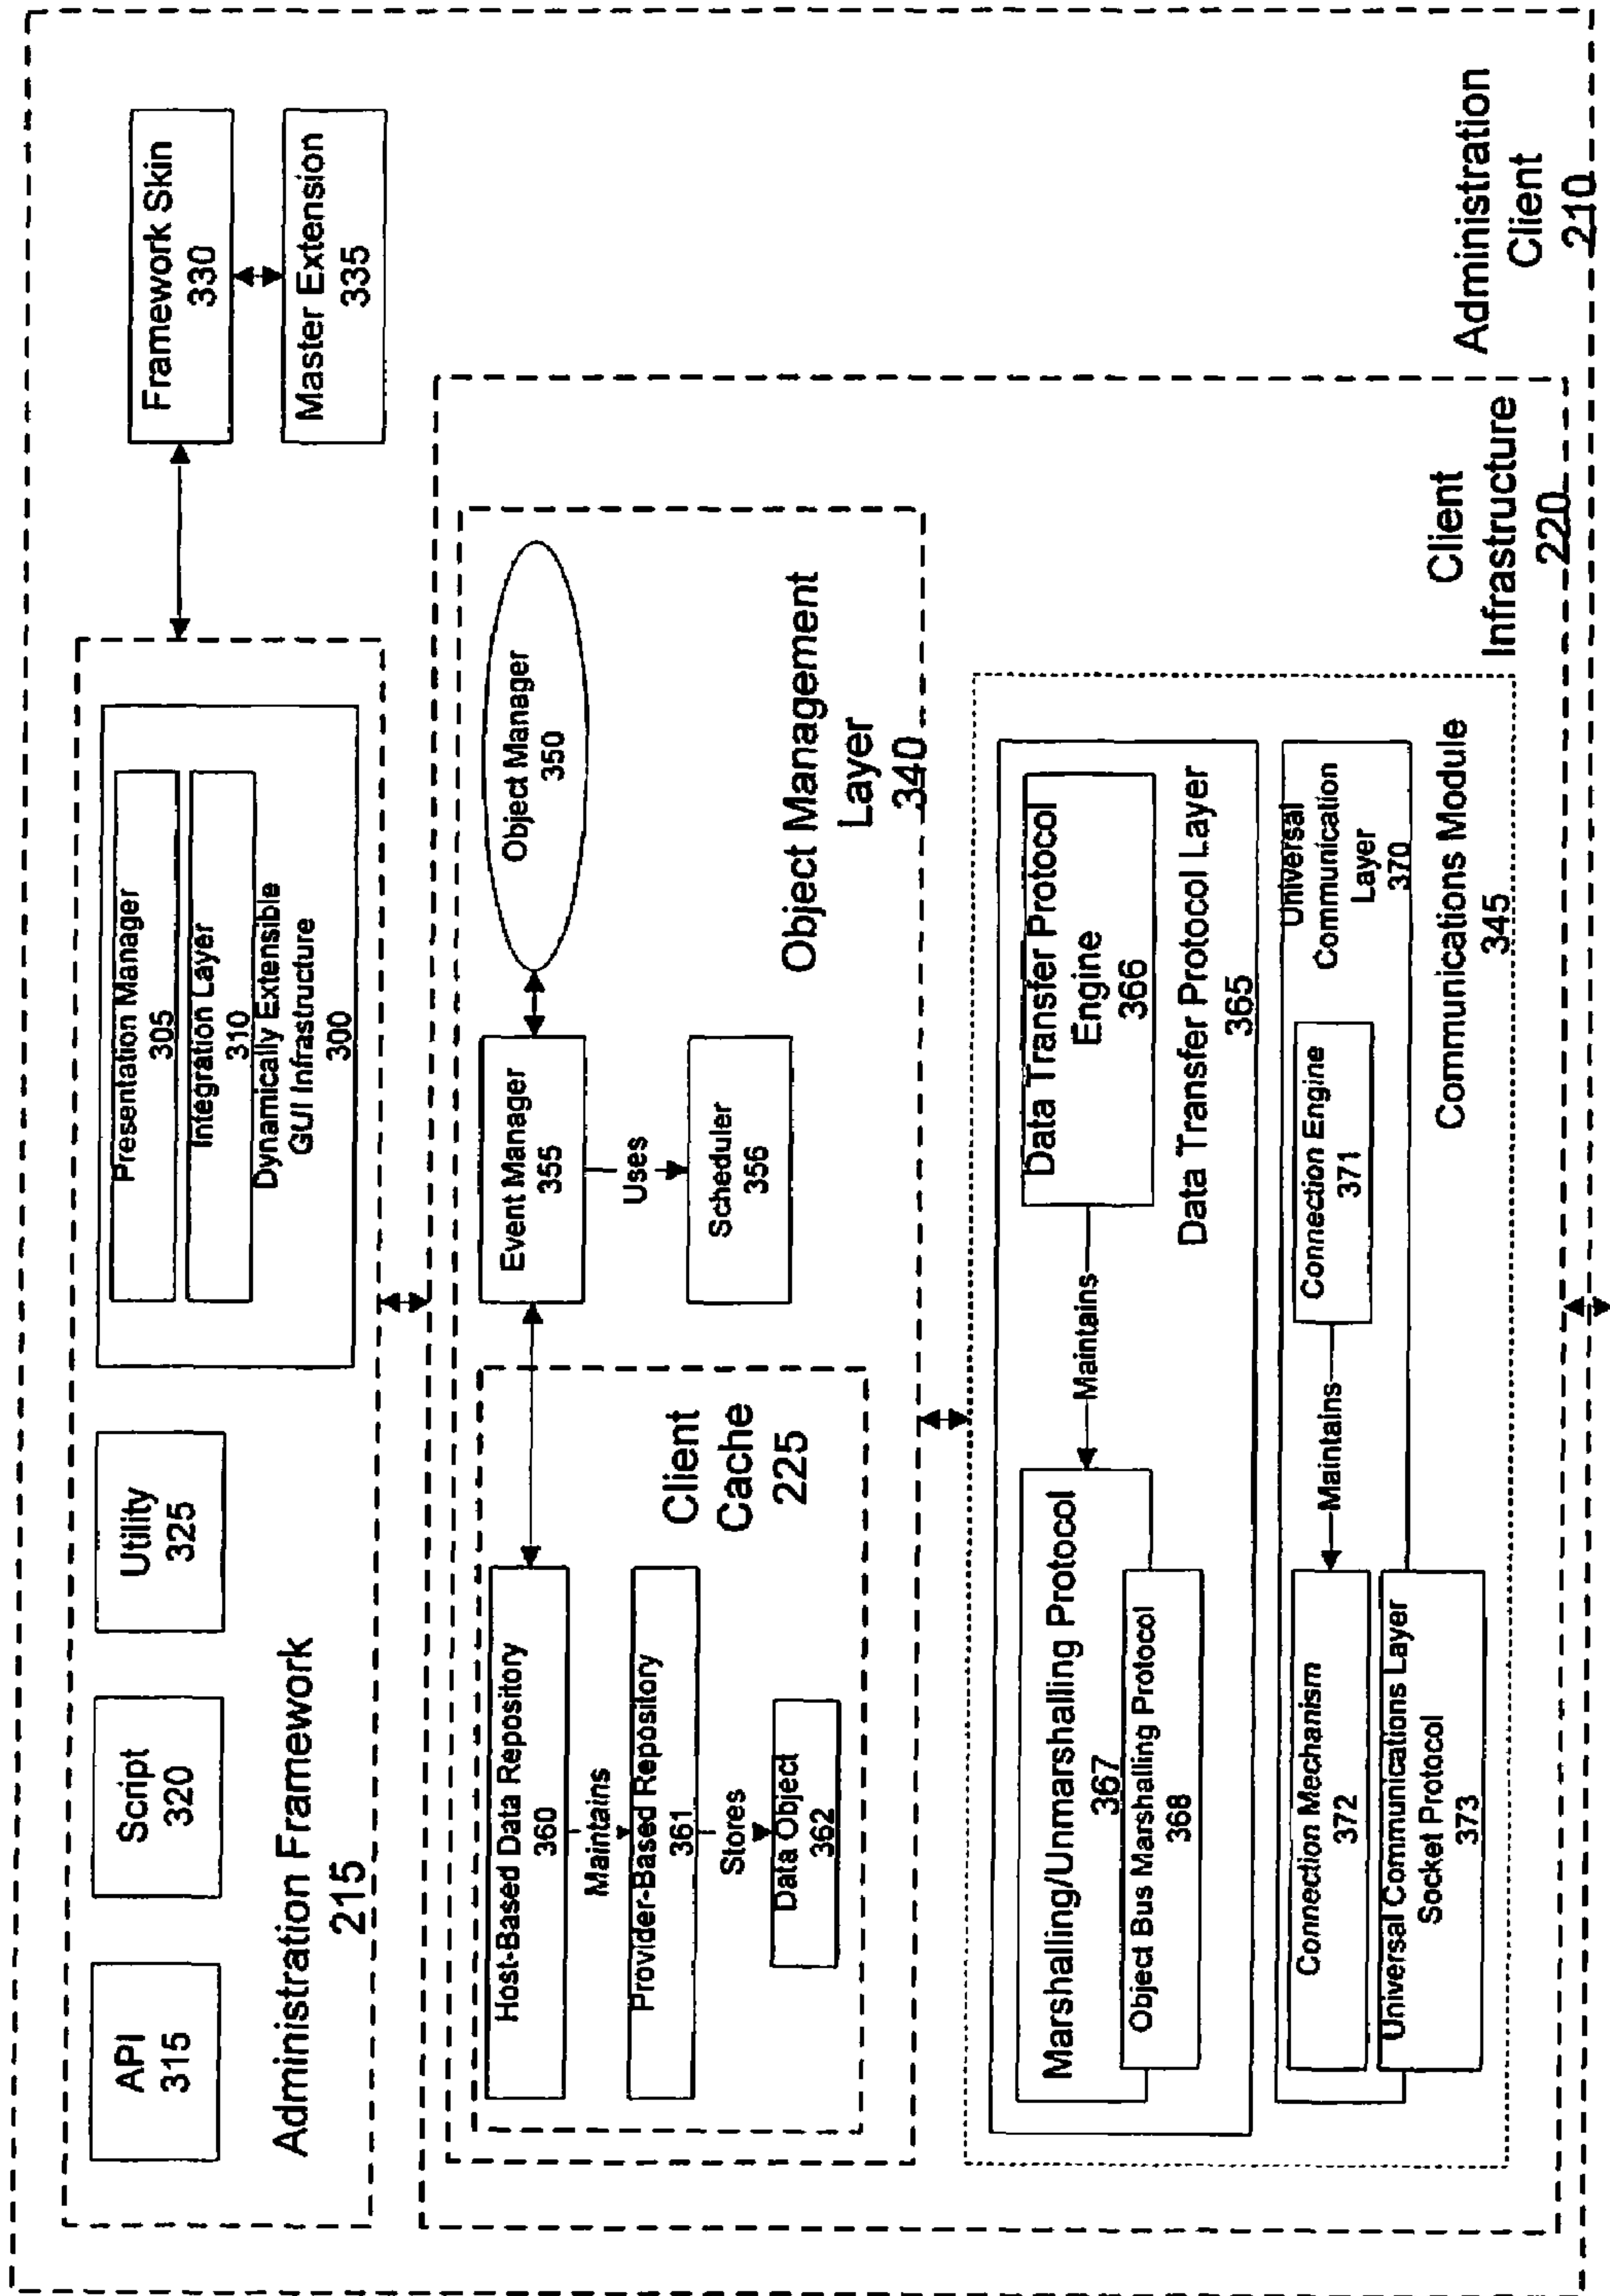 API
315
Script
320
Utility
325
Presentation Manager
305
Integration Layer
310
Dynamically Extensible
GUI Infrastructure
300
Administration Framework
215
Framework Skin
330
Master Extension
335
Host-Based Data Repository
360
Maintains
Provider-Based Repository
361
Stores
Data Object
362
Client
Cache
225
Event Manager
355
Uses
Scheduler
356
Object Manager
350
Object Management
Layer
340
Marshalling/Unmarshalling Protocol
367
Object Bus Marshalling Protocol
368
Maintains
Data Transfer Protocol
Engine
366
Data Transfer Protocol Layer
365
Connection Mechanism
372
Universal Communications Layer
Socket Protocol
373
Maintains
Connection Engine
371
Universal
Communication
Layer
370
Communications Module
345
Client
Infrastructure
220
Administration
Client
210